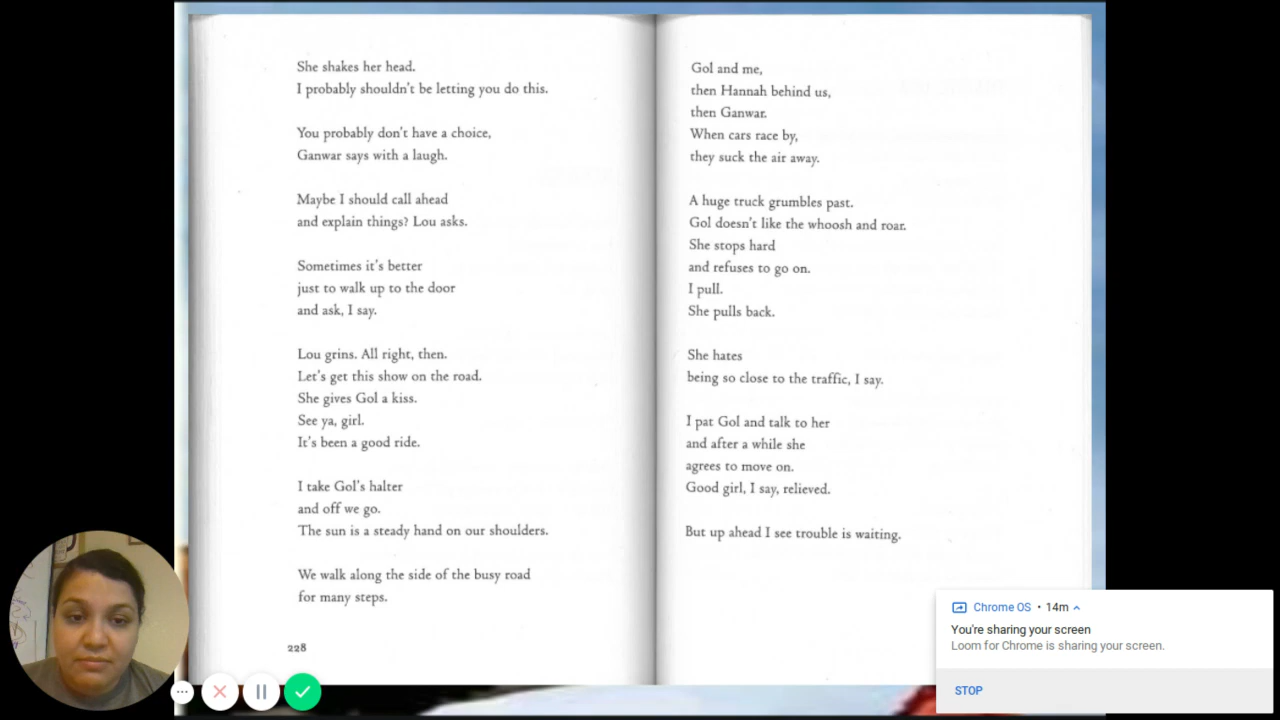 She shakes her head.
I probably shouldn't be letting you do this.
You probably don't have a choice,
Ganwar says with a laugh.
Maybe I should call ahead
and explain things? Lou asks.
Sometimes it's better
just to walk up to the door
and ask, I say.
Lou grins. All right, then.
Let's get this show on the road.
She gives Gol a kiss.
See ya, girl.
It's been a good ride.
I take Gol's halter
and off we go.
The sun is a steady hand on our shoulders.
We walk along the side of the busy road
for many steps.
228
Gol and me,
then Hannah behind us,
then Ganwar.
When cars race by,
they suck the air away.
A huge truck grumbles past.
Gol doesn't like the whoosh and roar.
She stops hard
and refuses to go on.
I pull.
She pulls back.
She hates
being so close to the traffic, I say.
I pat Gol and talk to her
and after a while she
agrees to move on.
Good girl, I say, relieved.
But up ahead I see trouble is waiting.
Chrome OS • 14m
You're sharing your screen
Loom for Chrome is sharing your screen.
STOP